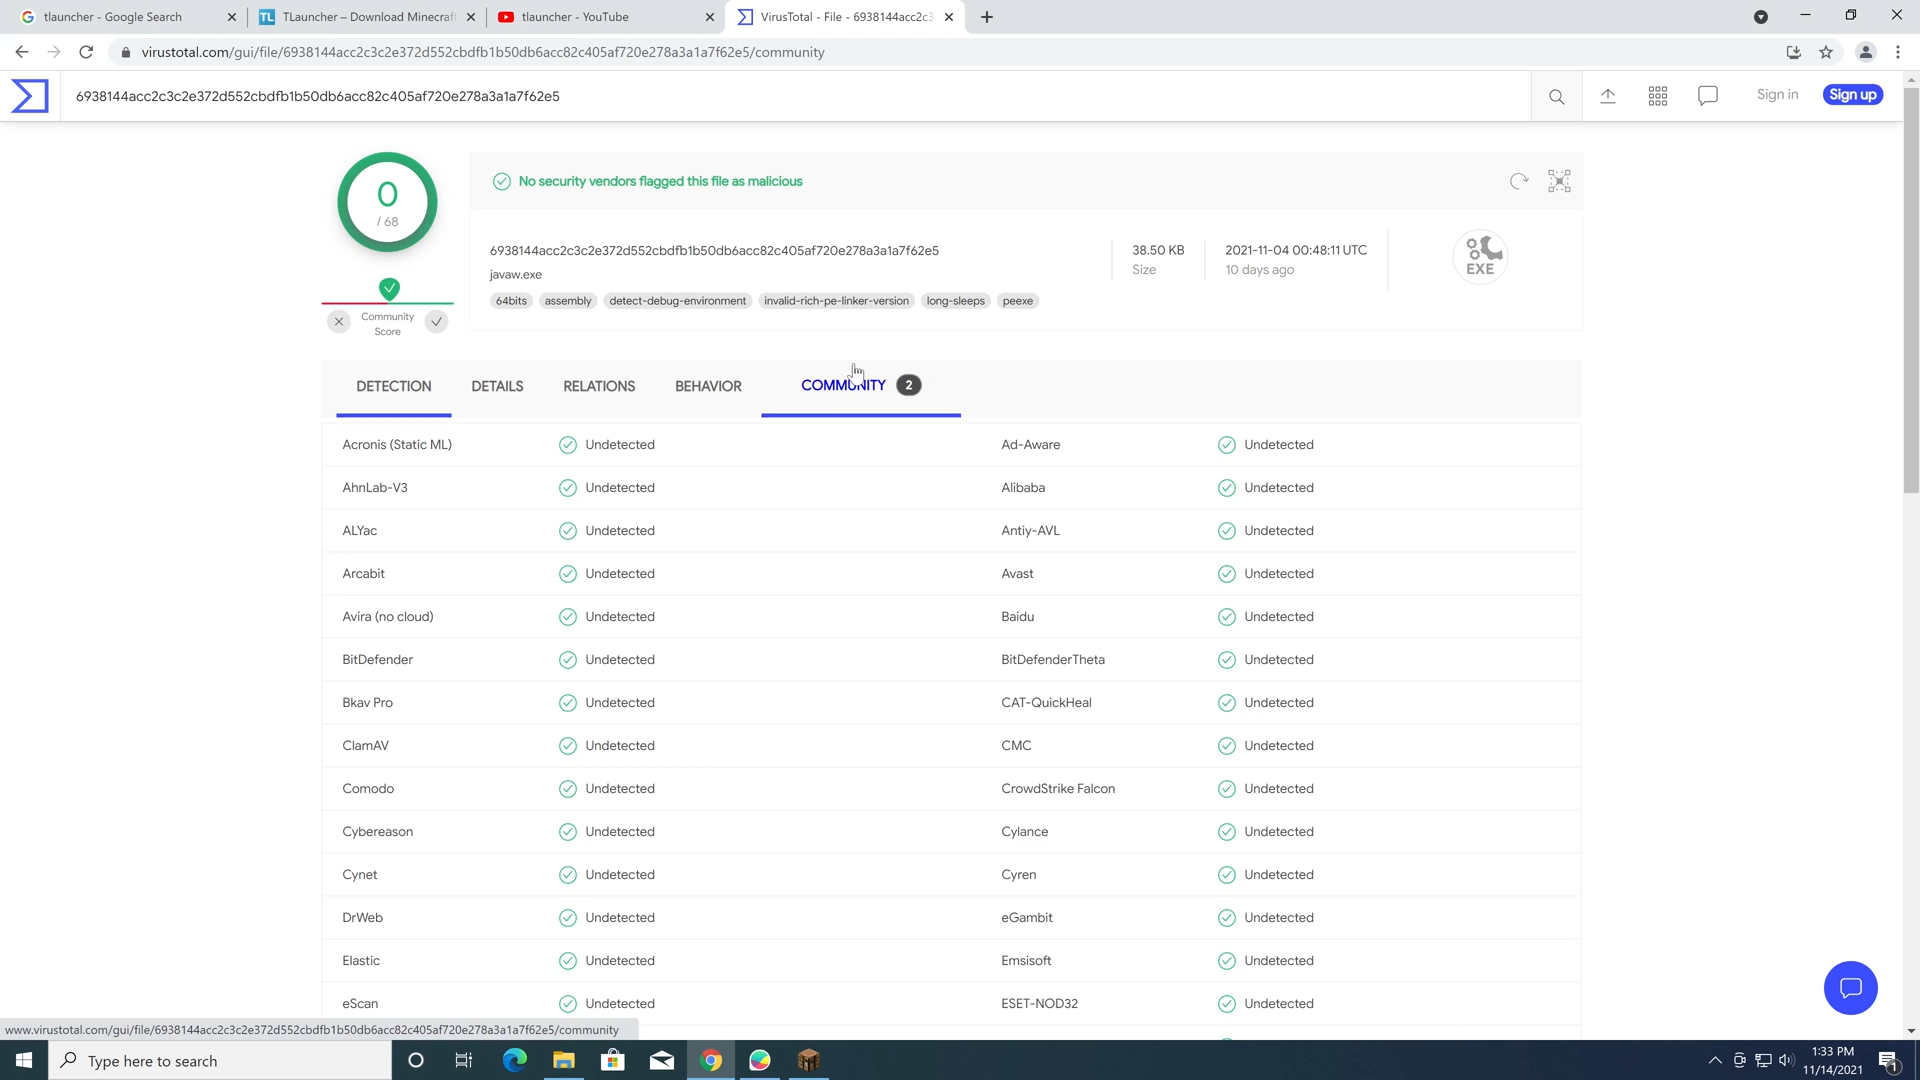 tlauncher - Google Search
TL TLauncher – Download Minecraft
tlauncher - YouTube
VirusTotal - File - 6938144acc2c3
virustotal.com/gui/file/6938144acc2c3c2e372d552cbdfb1b50db6acc82c405af720e278a3a1a7f62e5/community
6938144acc2c3c2e372d552cbdfb1b50db6acc82c405af720e278a3a1a7f62e5
Sign in
Sign up
0
/ 68
No security vendors flagged this file as malicious
6938144acc2c3c2e372d552cbdfb1b50db6acc82c405af720e278a3a1a7f62e5
javaw.exe
64bits assembly detect-debug-environment invalid-rich-pe-linker-version long-sleeps peexe
38.50 KB
Size
2021-11-04 00:48:11 UTC
10 days ago
EXE
Community
Score
DETECTION DETAILS RELATIONS BEHAVIOR COMMUNITY 2
Acronis (Static ML) Undetected Ad-Aware Undetected
AhnLab-V3 Undetected Alibaba Undetected
ALYac Undetected Antiy-AVL Undetected
Arcabit Undetected Avast Undetected
Avira (no cloud) Undetected Baidu Undetected
BitDefender Undetected BitDefenderTheta Undetected
Bkav Pro Undetected CAT-QuickHeal Undetected
ClamAV Undetected CMC Undetected
Comodo Undetected CrowdStrike Falcon Undetected
Cybereason Undetected Cylance Undetected
Cynet Undetected Cyren Undetected
DrWeb Undetected eGambit Undetected
Elastic Undetected Emsisoft Undetected
eScan Undetected ESET-NOD32 Undetected
www.virustotal.com/gui/file/6938144acc2c3c2e372d552cbdfb1b50db6acc82c405af720e278a3a1a7f62e5/community
Type here to search
1:33 PM
11/14/2021
1